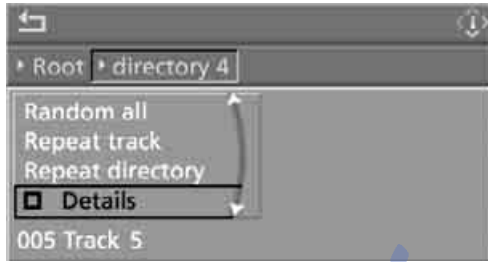 Root directory 4
Random all
Repeat track
Repeat directory
Details
005 Track 5